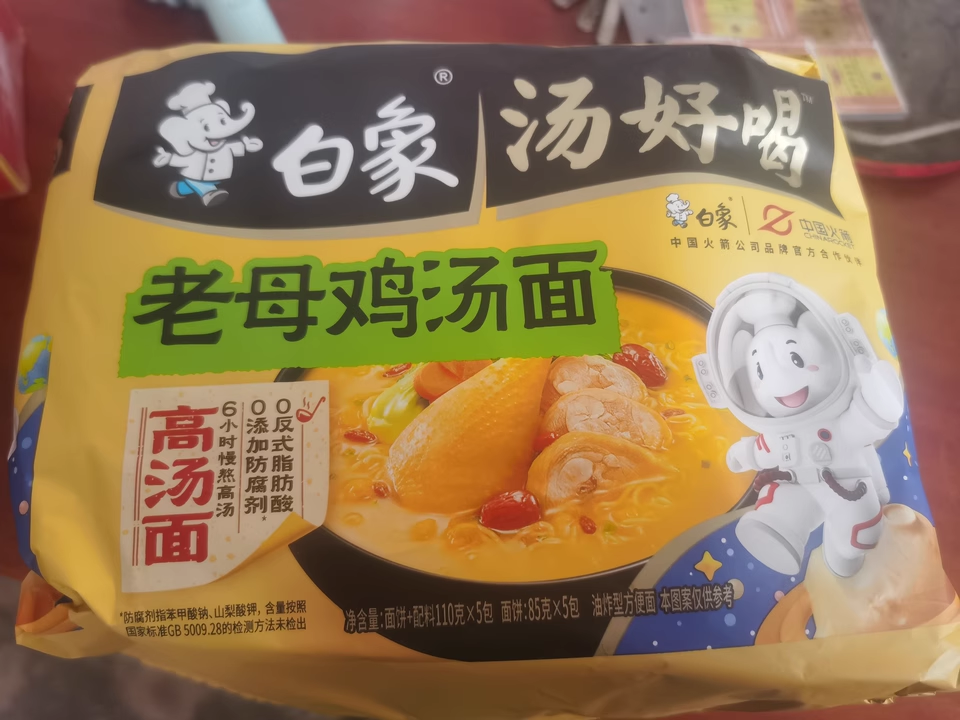 白象®
汤好喝™
白象
中国火箭
CHINAROCKET
中国火箭公司品牌官方合作伙伴
老母鸡汤面
高汤面
6小时慢熬高汤
0添加防腐剂*
0反式脂肪酸
*防腐剂指苯甲酸钠、山梨酸钾，含量按照
国家标准GB 5009.28的检测方法未检出
净含量:面饼+配料110克×5包 面饼:85克×5包 油炸型方便面 本图案仅供参考